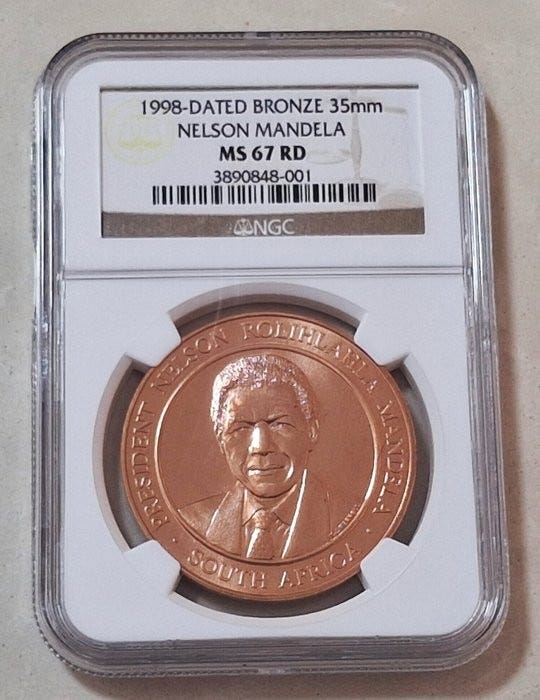 1998-DATED BRONZE 35mm
NELSON MANDELA
MS 67 RD
3890848-001
NGC
PRESIDENT NELSON ROLIHLAHLA MANDELA
· SOUTH AFRICA ·